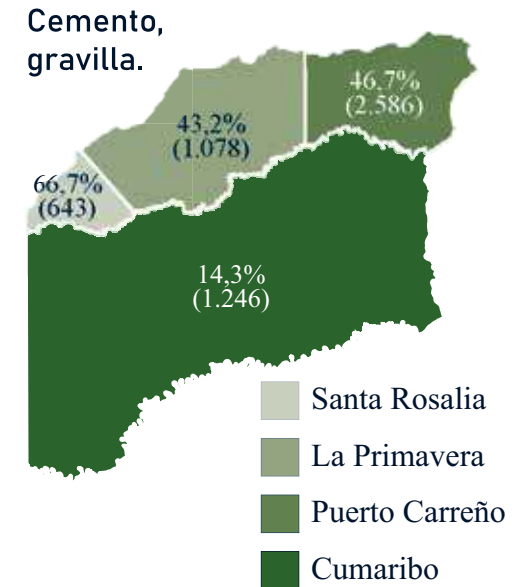 Cemento,
gravilla.
46,7%
(2.586)
43,2%
(1.078)
66,7%
(643)
14,3%
(1.246)
Santa Rosalia
La Primavera
Puerto Carreño
Cumaribo